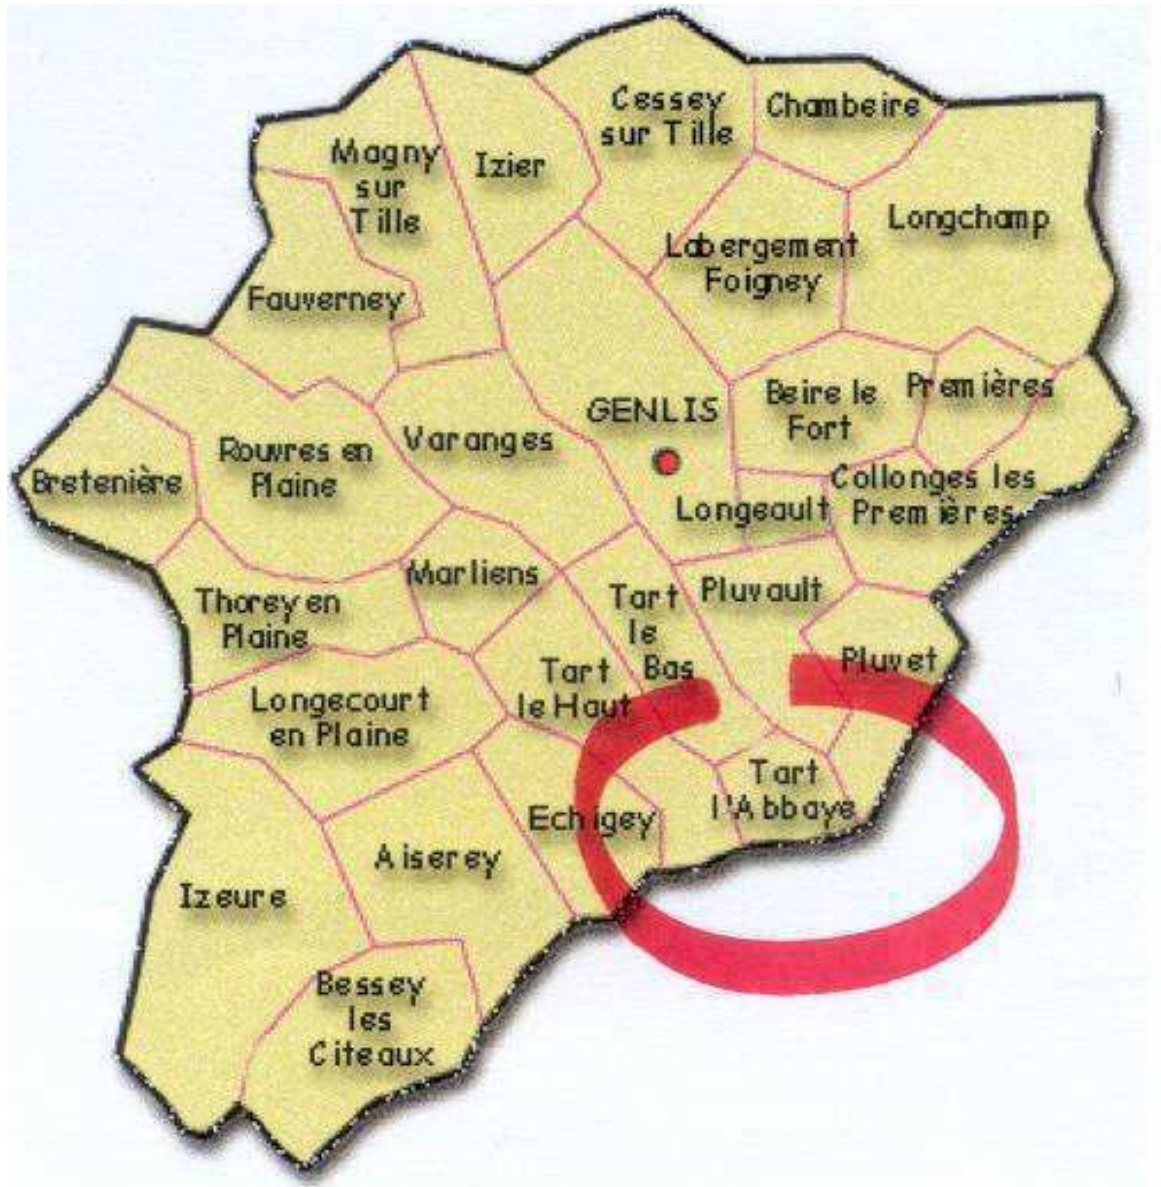 Cessey
sur Tille
Chambeire
Magny
sur
Tille
Izier
Longchamp
Labergement
Foigney
Fauverney
GENLIS
Beire le
Fort
Premières
Varanges
Rouvres en
Plaine
Bretenière
Longeault
Collonges les
Premières
Marliens
Thorey en
Plaine
Tart
le
Bas
Pluvault
Pluvet
Tart
le Haut
Longecourt
en Plaine
Tart
l'Abbaye
Echigey
Aiserey
Izeure
Bessey
les
Citeaux